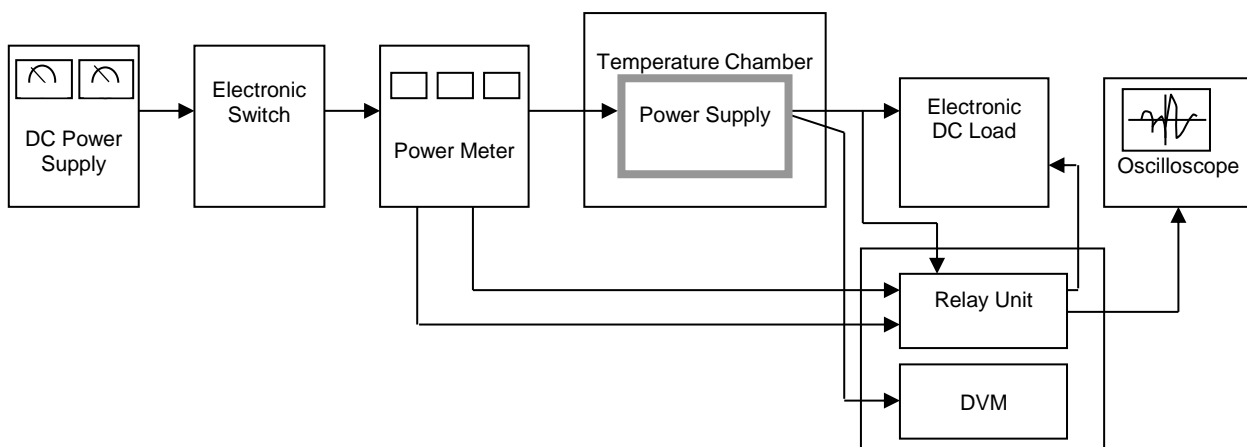 DC Power
Supply
Electronic
Switch
Power Meter
Temperature Chamber
Power Supply
Electronic
DC Load
Oscilloscope
Relay Unit
DVM